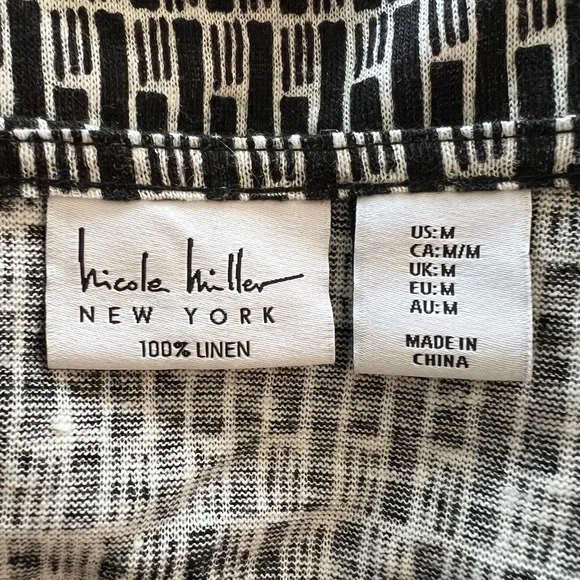 nicole miller
NEW YORK
100% LINEN
US: M
CA: M/M
UK: M
EU: M
AU: M
MADE IN
CHINA